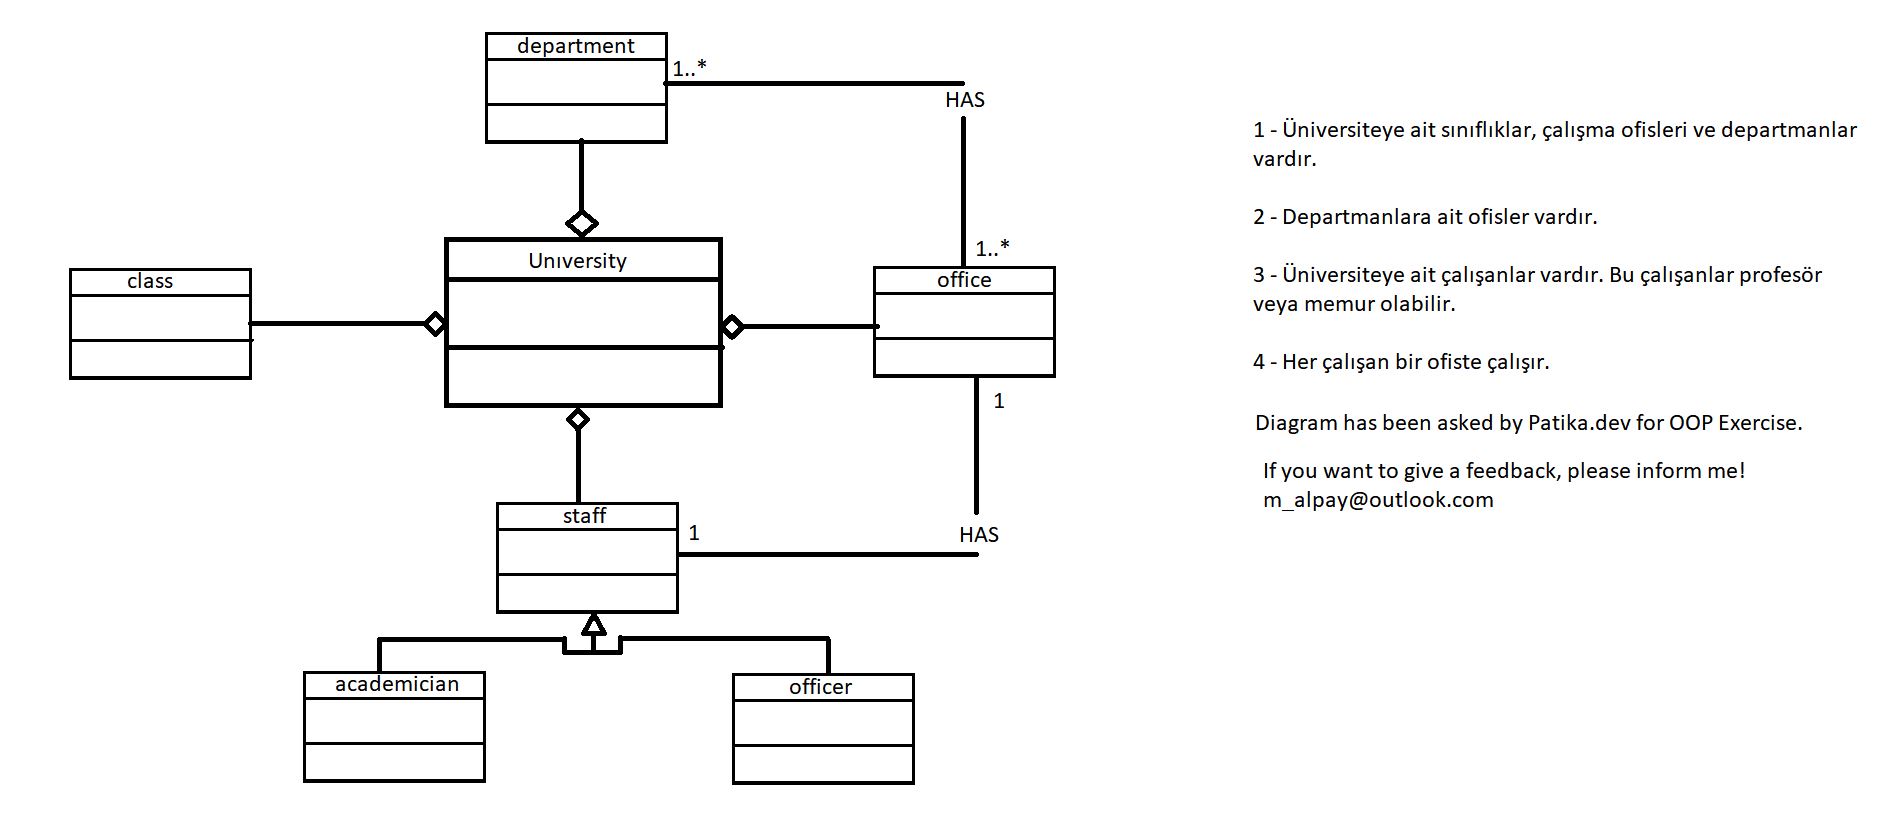 department
1..*
HAS
1..*
Unıversity
class
office
1
staff
1
HAS
academician
officer
1 - Üniversiteye ait sınıflıklar, çalışma ofisleri ve departmanlar
vardır.
2 - Departmanlara ait ofisler vardır.
3 - Üniversiteye ait çalışanlar vardır. Bu çalışanlar profesör
veya memur olabilir.
4 - Her çalışan bir ofiste çalışır.
Diagram has been asked by Patika.dev for OOP Exercise.
If you want to give a feedback, please inform me!
m_alpay@outlook.com